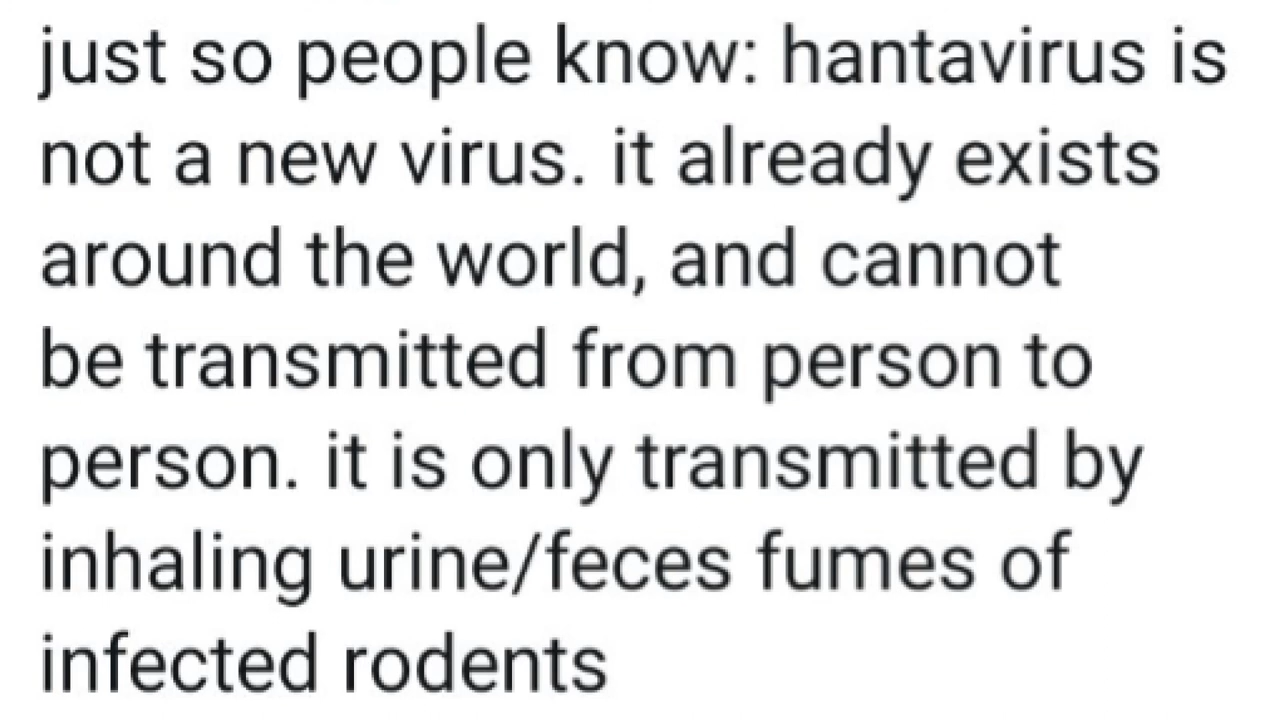 just so people know: hantavirus is
not a new virus. it already exists
around the world, and cannot
be transmitted from person to
person. it is only transmitted by
inhaling urine/feces fumes of
infected rodents